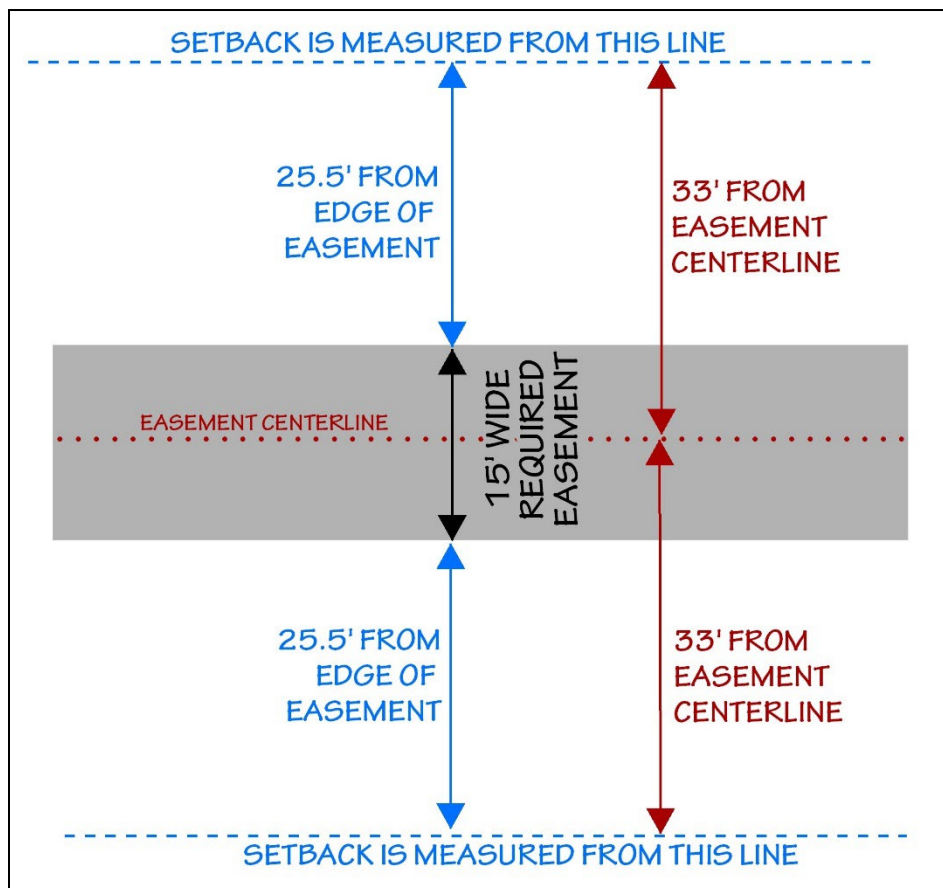 SETBACK IS MEASURED FROM THIS LINE
25.5' FROM
EDGE OF
EASEMENT
33' FROM
EASEMENT
CENTERLINE
EASEMENT CENTERLINE
15' WIDE
REQUIRED
EASEMENT
25.5' FROM
EDGE OF
EASEMENT
33' FROM
EASEMENT
CENTERLINE
SETBACK IS MEASURED FROM THIS LINE